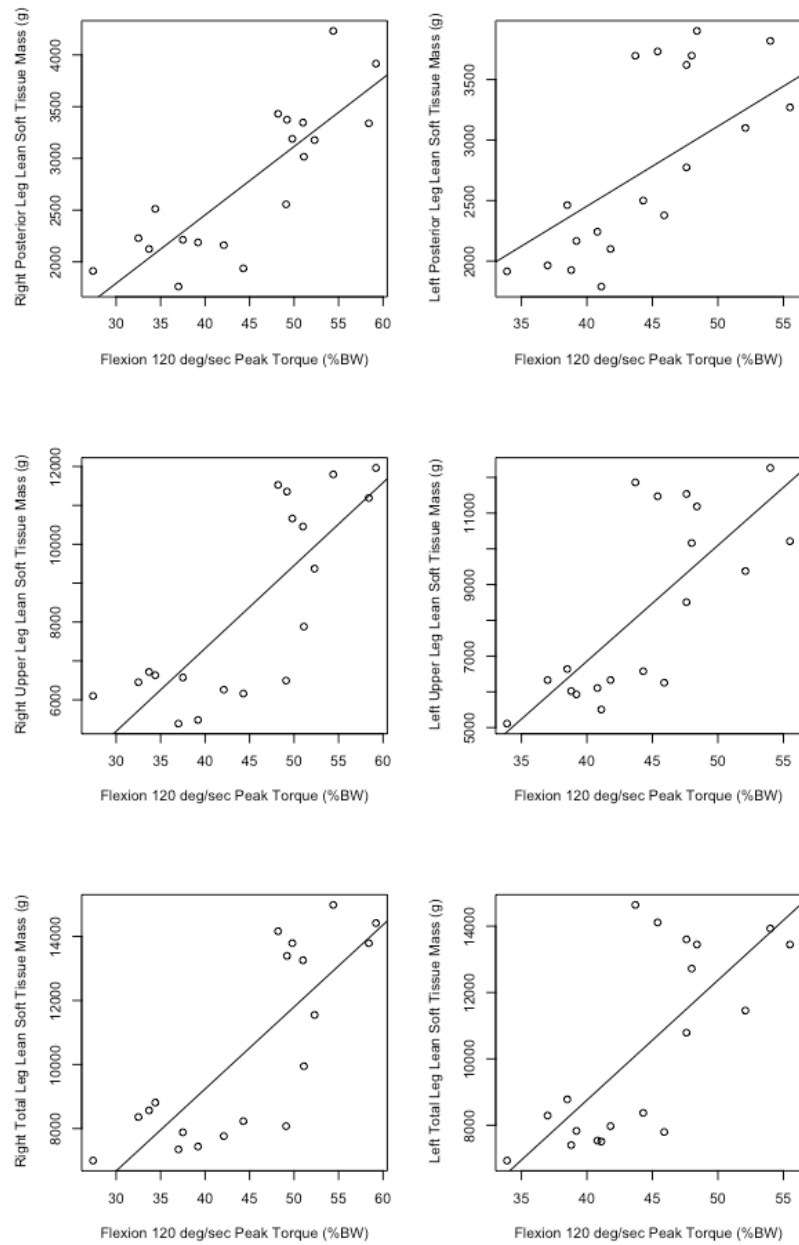 Right Posterior Leg Lean Soft Tissue Mass (g)
4000
3500
3000
2500
2000
30 35 40 45 50 55 60
Flexion 120 deg/sec Peak Torque (%BW)
Left Posterior Leg Lean Soft Tissue Mass (g)
3500
3000
2500
2000
35 40 45 50 55
Flexion 120 deg/sec Peak Torque (%BW)
Right Upper Leg Lean Soft Tissue Mass (g)
12000
10000
8000
6000
30 35 40 45 50 55 60
Flexion 120 deg/sec Peak Torque (%BW)
Left Upper Leg Lean Soft Tissue Mass (g)
11000
9000
7000
5000
35 40 45 50 55
Flexion 120 deg/sec Peak Torque (%BW)
Right Total Leg Lean Soft Tissue Mass (g)
14000
12000
10000
8000
30 35 40 45 50 55 60
Flexion 120 deg/sec Peak Torque (%BW)
Left Total Leg Lean Soft Tissue Mass (g)
14000
12000
10000
8000
35 40 45 50 55
Flexion 120 deg/sec Peak Torque (%BW)